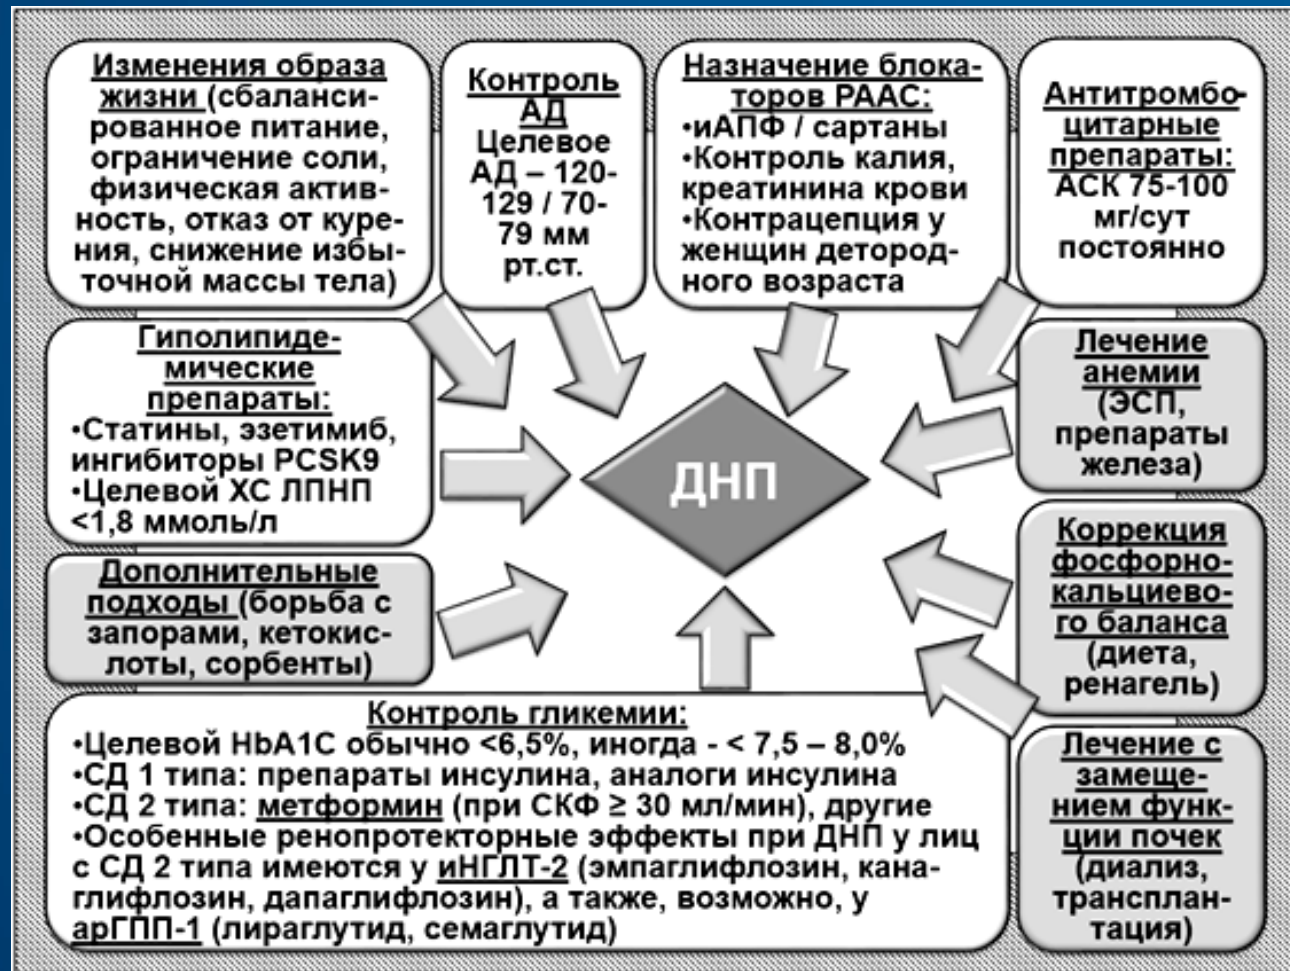 Изменения образа
жизни (сбаланси-
рованное питание,
ограничение соли,
физическая актив-
ность, отказ от куре-
ния, снижение избы-
точной массы тела)
Контроль
АД
Целевое
АД – 120-
129 / 70-
79 мм
рт.ст.
Назначение блока-
торов РААС:
•иАПФ / сартаны
•Контроль калия,
креатинина крови
•Контрацепция у
женщин детород-
ного возраста
Антитромбо-
цитарные
препараты:
АСК 75-100
мг/сут
постоянно
Гиполипиде-
мические
препараты:
•Статины, эзетимиб,
ингибиторы PCSK9
•Целевой ХС ЛПНП
<1,8 ммоль/л
ДНП
Лечение
анемии
(ЭСП,
препараты
железа)
Дополнительные
подходы (борьба с
запорами, кетокис-
лоты, сорбенты)
Коррекция
фосфорно-
кальциево-
го баланса
(диета,
ренагель)
Контроль гликемии:
•Целевой HbA1C обычно <6,5%, иногда - < 7,5 – 8,0%
•СД 1 типа: препараты инсулина, аналоги инсулина
•СД 2 типа: метформин (при СКФ ≥ 30 мл/мин), другие
•Особенные ренопротекторные эффекты при ДНП у лиц
с СД 2 типа имеются у иНГЛТ-2 (эмпаглифлозин, кана-
глифлозин, дапаглифлозин), а также, возможно, у
арГПП-1 (лираглутид, семаглутид)
Лечение с
замеще-
нием функ-
ции почек
(диализ,
трансплан-
тация)